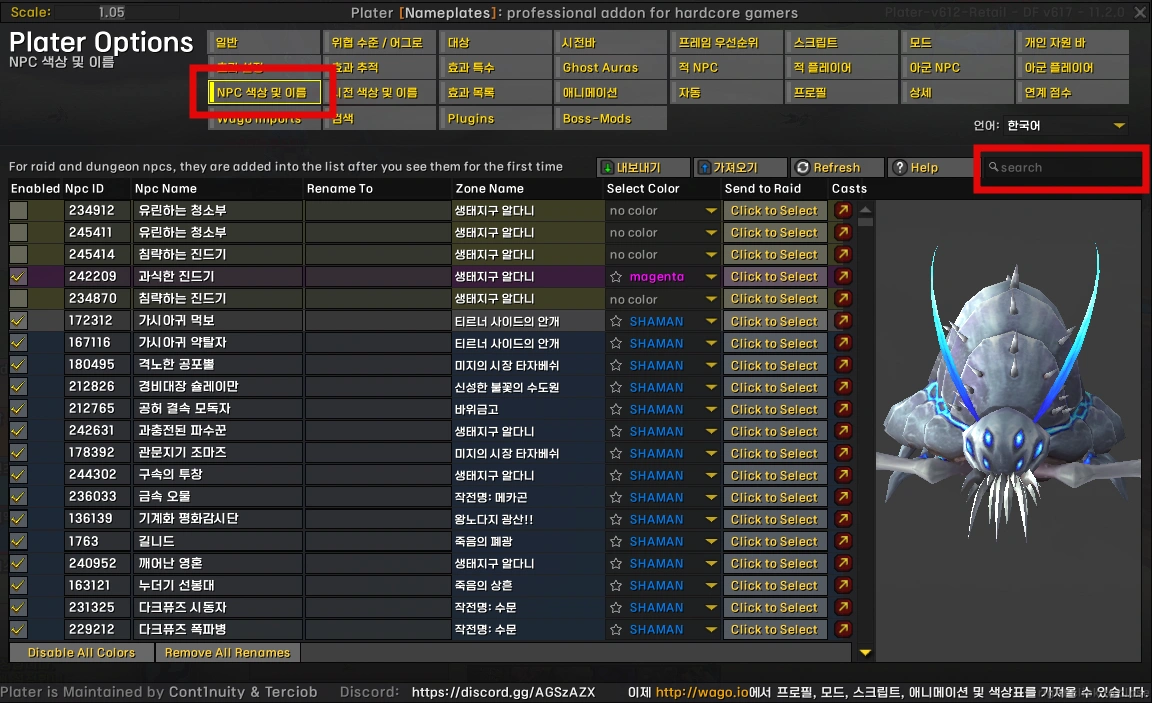 Scale: 1.05 Plater [Nameplates]: professional addon for hardcore gamers Plater-v612-Retail - DF v617 - 11.2.0
Plater Options
NPC 색상 및 이름
일반 위협 수준 / 어그로 대상 시전바 프레임 우선순위 스크립트 모드 개인 자원 바
효과 추적 효과 특수 Ghost Auras 적 NPC 적 플레이어 아군 NPC 아군 플레이어
NPC 색상 및 이름 시전 색상 및 이름 효과 목록 애니메이션 자동 프로필 상세 연계 점수
Wago Imports 검색 Plugins Boss-Mods
언어: 한국어
For raid and dungeon npcs, they are added into the list after you see them for the first time 내보내기 가져오기 Refresh ? Help search
Enabled Npc ID Npc Name Rename To Zone Name Select Color Send to Raid Casts
234912 유린하는 청소부 생태지구 알다니 no color Click to Select
245411 유린하는 청소부 생태지구 알다니 no color Click to Select
245414 침략하는 진드기 생태지구 알다니 no color Click to Select
242209 과식한 진드기 생태지구 알다니 magenta Click to Select
234870 침략하는 진드기 생태지구 알다니 no color Click to Select
172312 가시아귀 먹보 티르너 사이드의 안개 SHAMAN Click to Select
167116 가시아귀 약탈자 티르너 사이드의 안개 SHAMAN Click to Select
180495 격노한 공포뿔 미지의 시장 타자베쉬 SHAMAN Click to Select
212826 경비대장 슐레이만 신성한 불꽃의 수도원 SHAMAN Click to Select
212765 공허 결속 모독자 바위금고 SHAMAN Click to Select
242631 과충전된 파수꾼 생태지구 알다니 SHAMAN Click to Select
178392 관문지기 조마즈 미지의 시장 타자베쉬 SHAMAN Click to Select
244302 구속의 투창 생태지구 알다니 SHAMAN Click to Select
236033 금속 오물 작전명: 메카곤 SHAMAN Click to Select
136139 기계화 평화감시단 왕노다지 광산!! SHAMAN Click to Select
1763 길니드 죽음의 폐광 SHAMAN Click to Select
240952 깨어난 영혼 생태지구 알다니 SHAMAN Click to Select
163121 누더기 선봉대 죽음의 상흔 SHAMAN Click to Select
231325 다크퓨즈 시동자 작전명: 수문 SHAMAN Click to Select
229212 다크퓨즈 폭파병 작전명: 수문 SHAMAN Click to Select
Disable All Colors Remove All Renames
Plater is Maintained by Cont1nuity & Terciob Discord: https://discord.gg/AGSzAZX 이제 http://wago.io에서 프로필, 모드, 스크립트, 애니메이션 및 색상표를 가져올 수 있습니다.